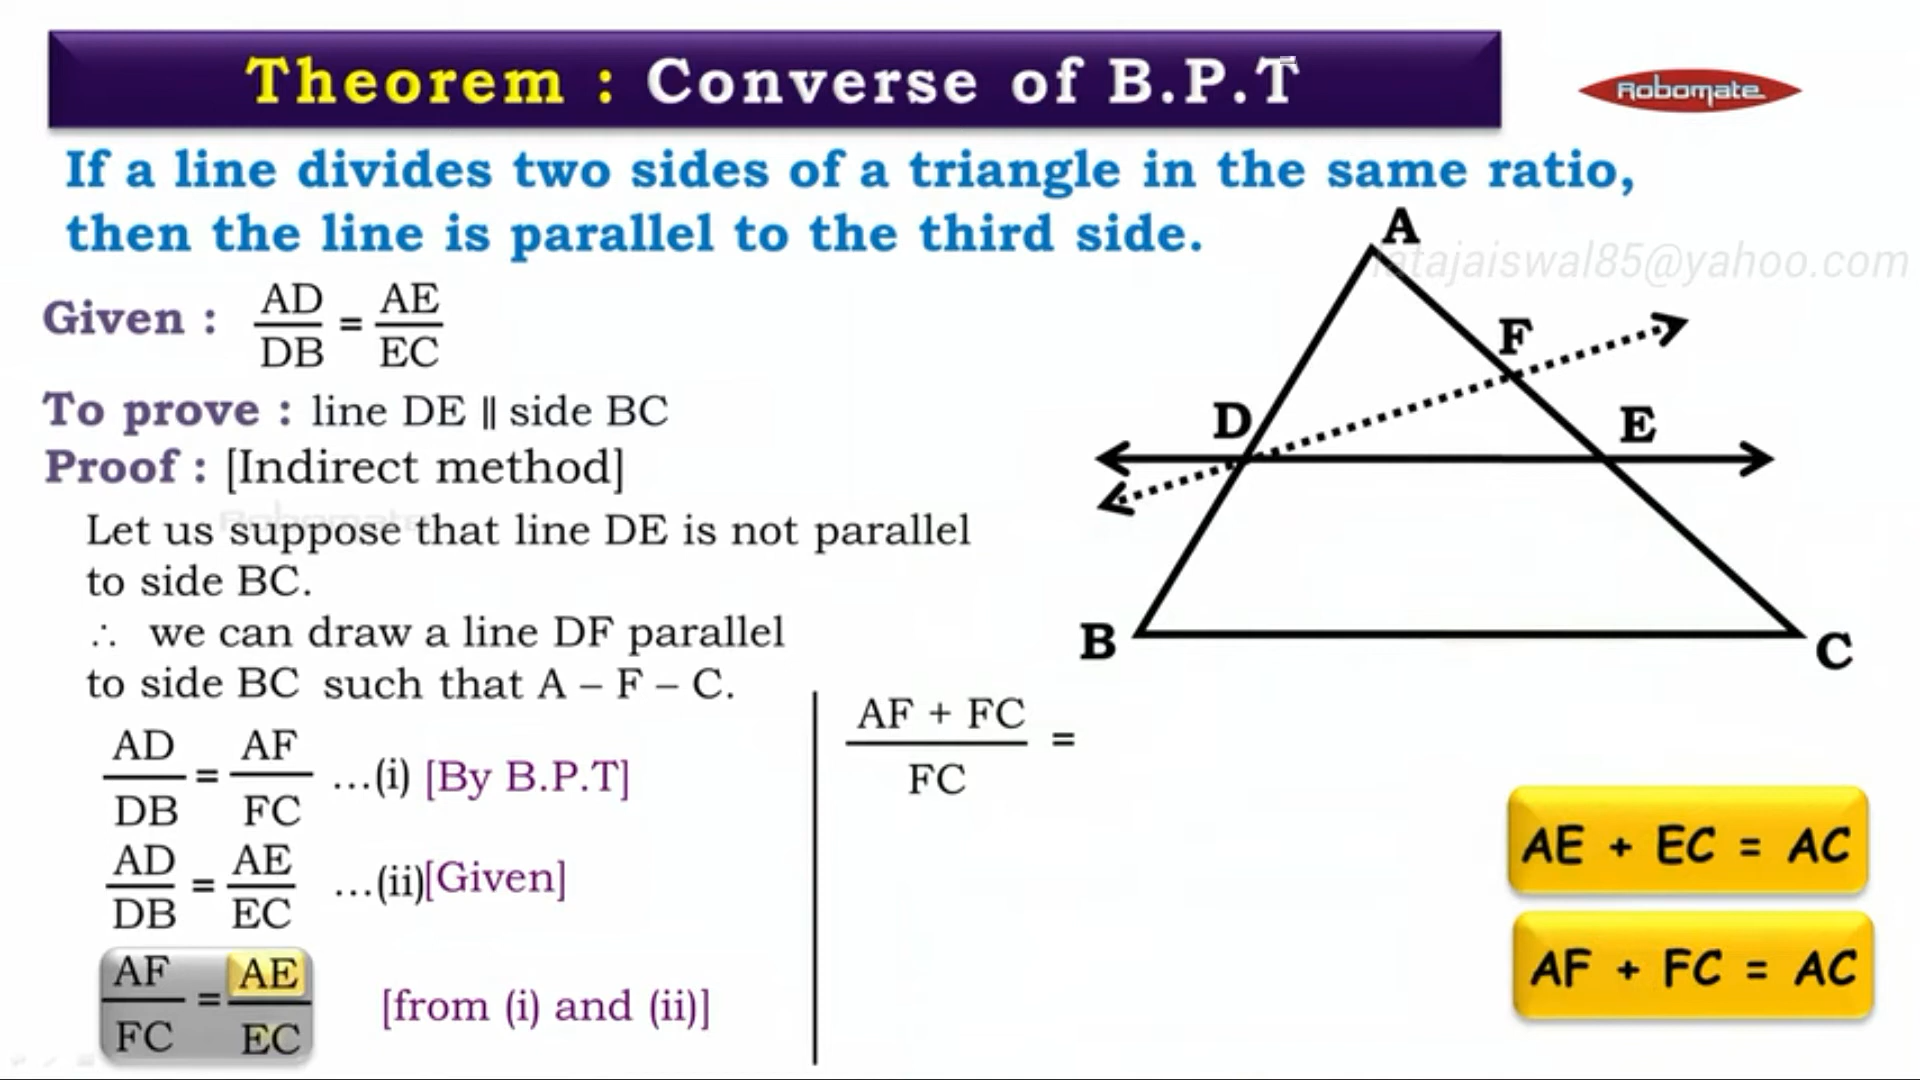 Theorem : Converse of B.P.T
Robomate
If a line divides two sides of a triangle in the same ratio,
then the line is parallel to the third side.
Given : AD/DB = AE/EC
To prove : line DE ∥ side BC
Proof : [Indirect method]
Let us suppose that line DE is not parallel
to side BC.
∴ we can draw a line DF parallel
to side BC such that A – F – C.
AD/DB = AF/FC ...(i) [By B.P.T]
AD/DB = AE/EC ...(ii)[Given]
AF/FC = AE/EC [from (i) and (ii)]
AF + FC/FC =
A
atajaiswal85@yahoo.com
F
D
E
B
C
AE + EC = AC
AF + FC = AC
Robomate